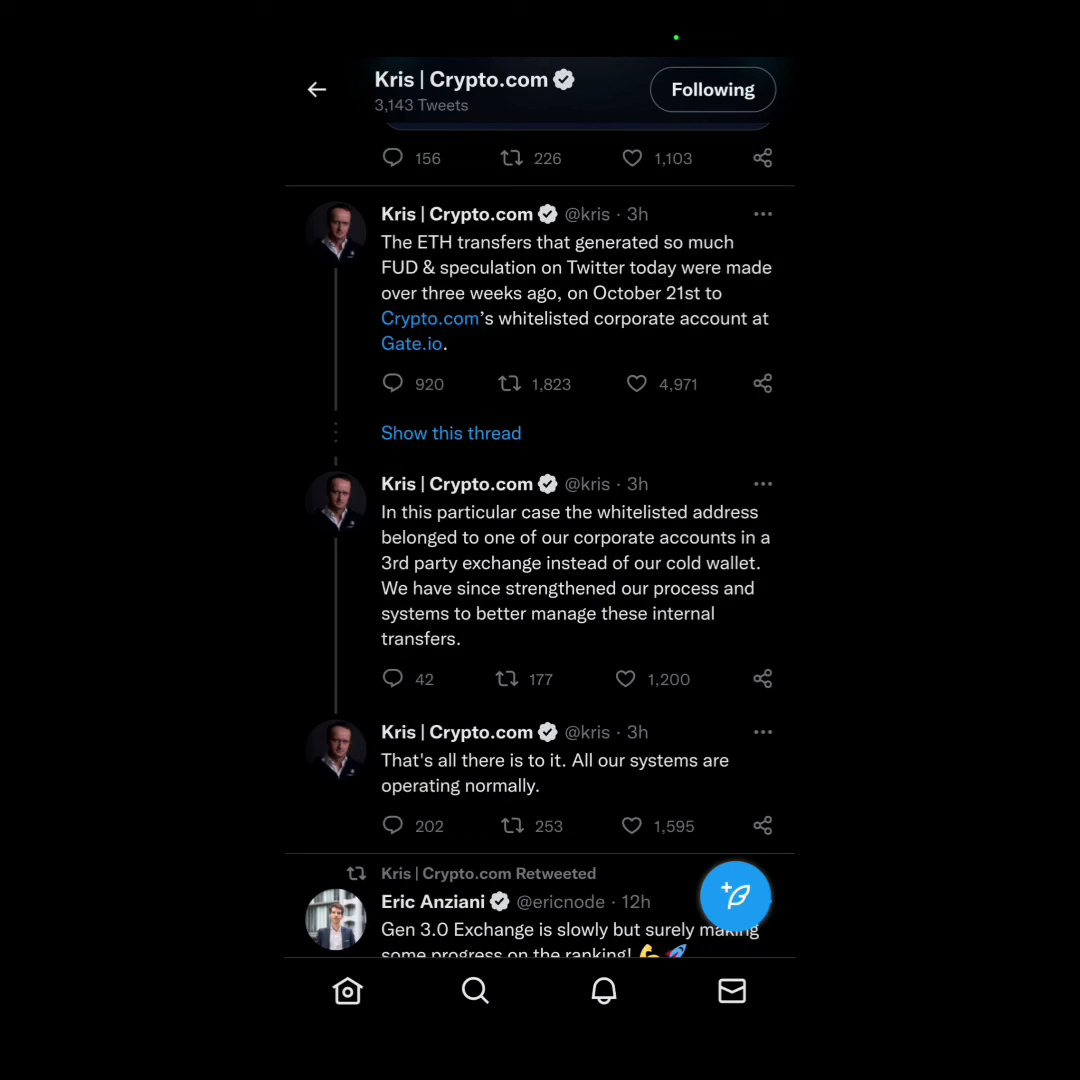 Kris | Crypto.com
Following
3,143 Tweets
156 226 1,103
Kris | Crypto.com @kris · 3h
The ETH transfers that generated so much
FUD & speculation on Twitter today were made
over three weeks ago, on October 21st to
Crypto.com’s whitelisted corporate account at
Gate.io.
920 1,823 4,971
Show this thread
Kris | Crypto.com @kris · 3h
In this particular case the whitelisted address
belonged to one of our corporate accounts in a
3rd party exchange instead of our cold wallet.
We have since strengthened our process and
systems to better manage these internal
transfers.
42 177 1,200
Kris | Crypto.com @kris · 3h
That's all there is to it. All our systems are
operating normally.
202 253 1,595
Kris | Crypto.com Retweeted
Eric Anziani @ericnode · 12h
Gen 3.0 Exchange is slowly but surely making
some progress on the ranking! 💪🚀